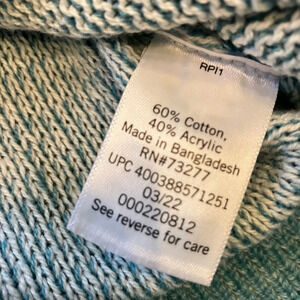 RPI1
60% Cotton,
40% Acrylic
Made in Bangladesh
RN#73277
UPC 400388571251
03/22
000220812
See reverse for care